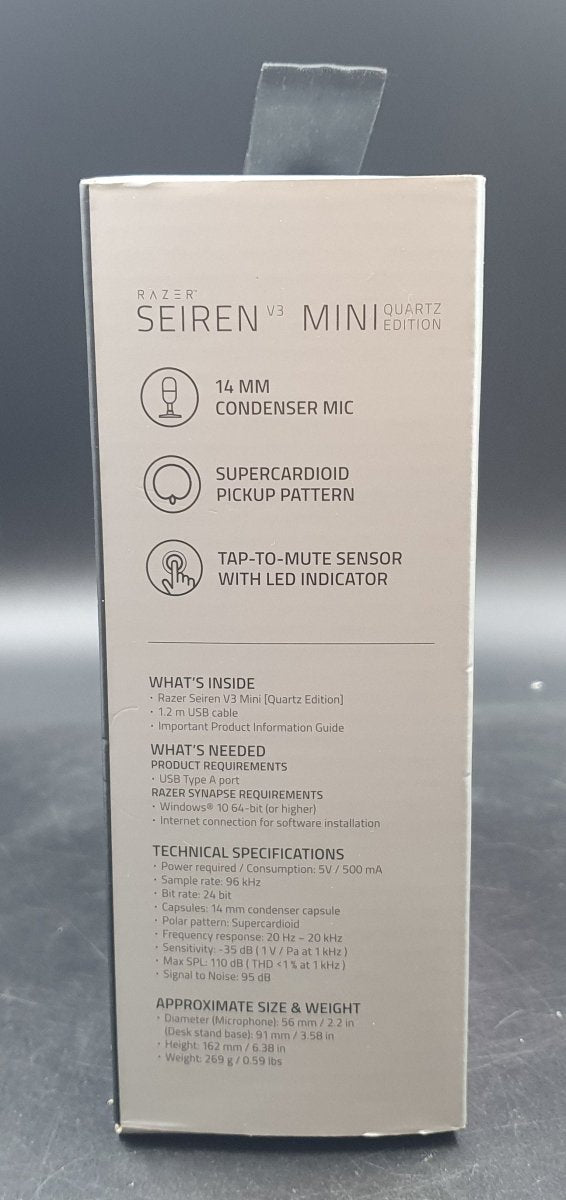 RAZER™
SEIREN V3 MINI QUARTZ EDITION
14 MM
CONDENSER MIC
SUPERCARDIOID
PICKUP PATTERN
TAP-TO-MUTE SENSOR
WITH LED INDICATOR
WHAT'S INSIDE
· Razer Seiren V3 Mini [Quartz Edition]
· 1.2 m USB cable
· Important Product Information Guide
WHAT'S NEEDED
PRODUCT REQUIREMENTS
· USB Type A port
RAZER SYNAPSE REQUIREMENTS
· Windows® 10 64-bit (or higher)
· Internet connection for software installation
TECHNICAL SPECIFICATIONS
· Power required / Consumption: 5V / 500 mA
· Sample rate: 96 kHz
· Bit rate: 24 bit
· Capsules: 14 mm condenser capsule
· Polar pattern: Supercardioid
· Frequency response: 20 Hz – 20 kHz
· Sensitivity: -35 dB ( 1 V / Pa at 1 kHz )
· Max SPL: 110 dB ( THD <1 % at 1 kHz )
· Signal to Noise: 95 dB
APPROXIMATE SIZE & WEIGHT
· Diameter (Microphone): 56 mm / 2.2 in
(Desk stand base): 91 mm / 3.58 in
· Height: 162 mm / 6.38 in
· Weight: 269 g / 0.59 lbs